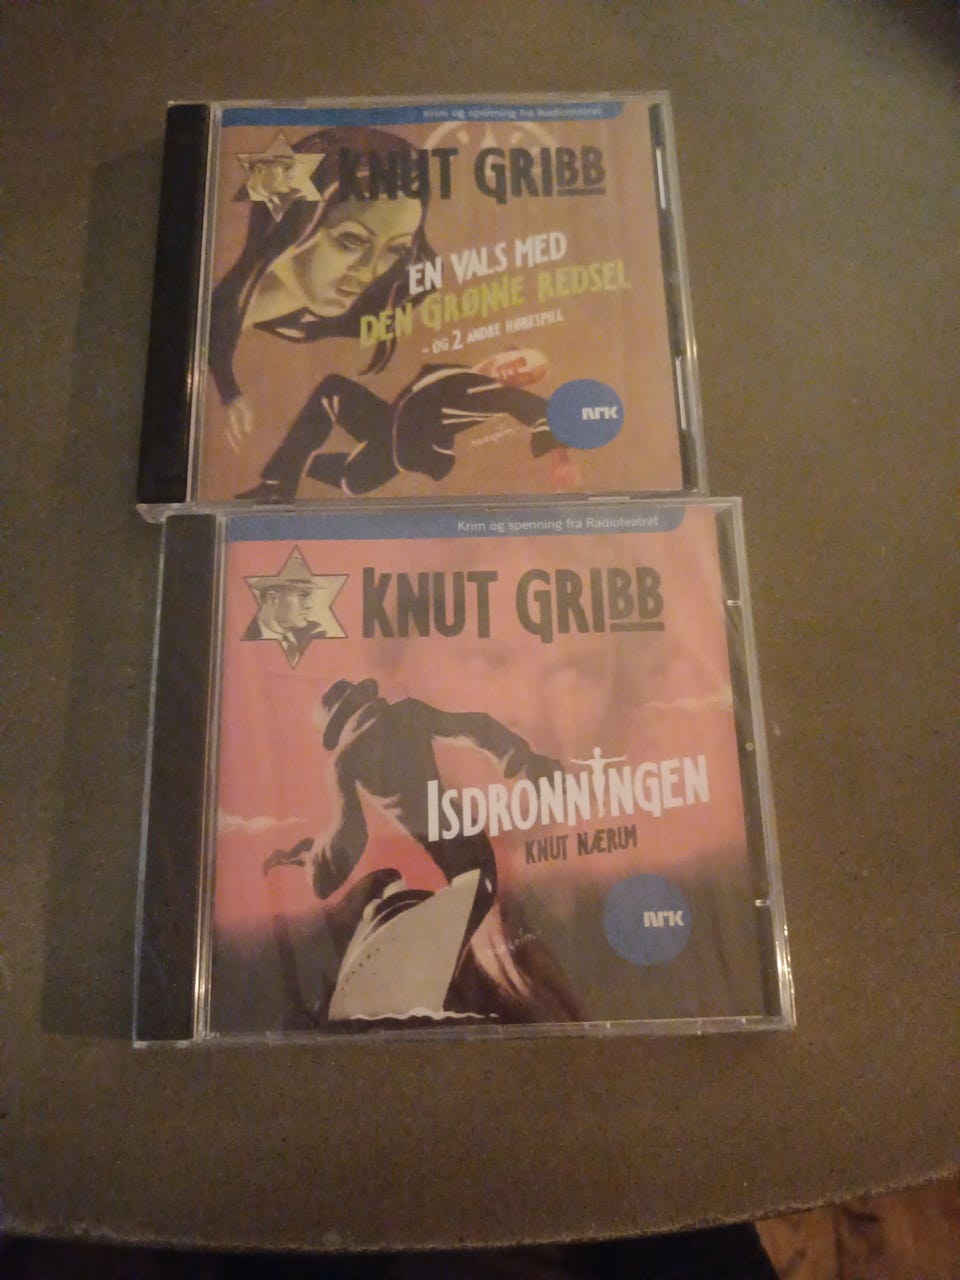 Krim og spenning fra Radioteatret
KNUT GRIBB
EN VALS MED
DEN GRØNNE REDSEL
- OG 2 ANDRE HØRESPILL
NRK
Krim og spenning fra Radioteatret
KNUT GRIBB
ISDRONNINGEN
KNUT NÆRUM
NRK